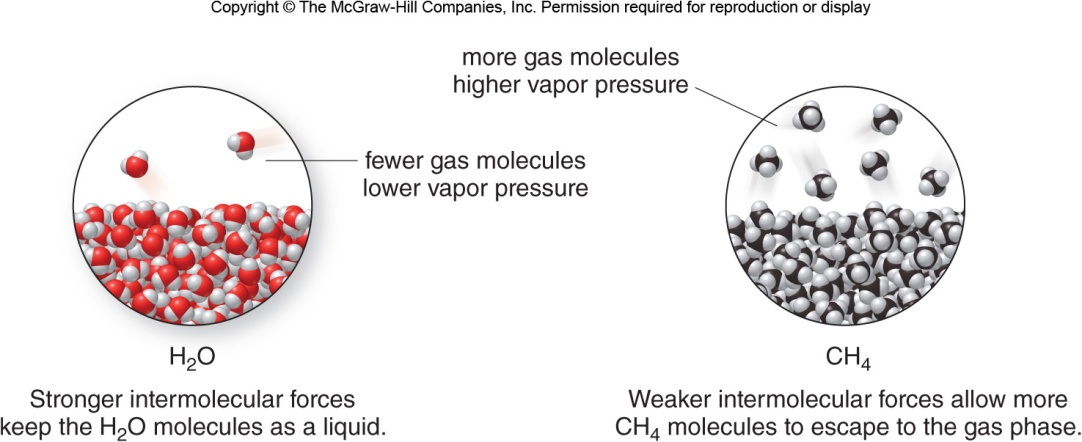 Copyright © The McGraw-Hill Companies, Inc. Permission required for reproduction or display
more gas molecules
higher vapor pressure
fewer gas molecules
lower vapor pressure
H₂O
Stronger intermolecular forces
keep the H₂O molecules as a liquid.
CH₄
Weaker intermolecular forces allow more
CH₄ molecules to escape to the gas phase.